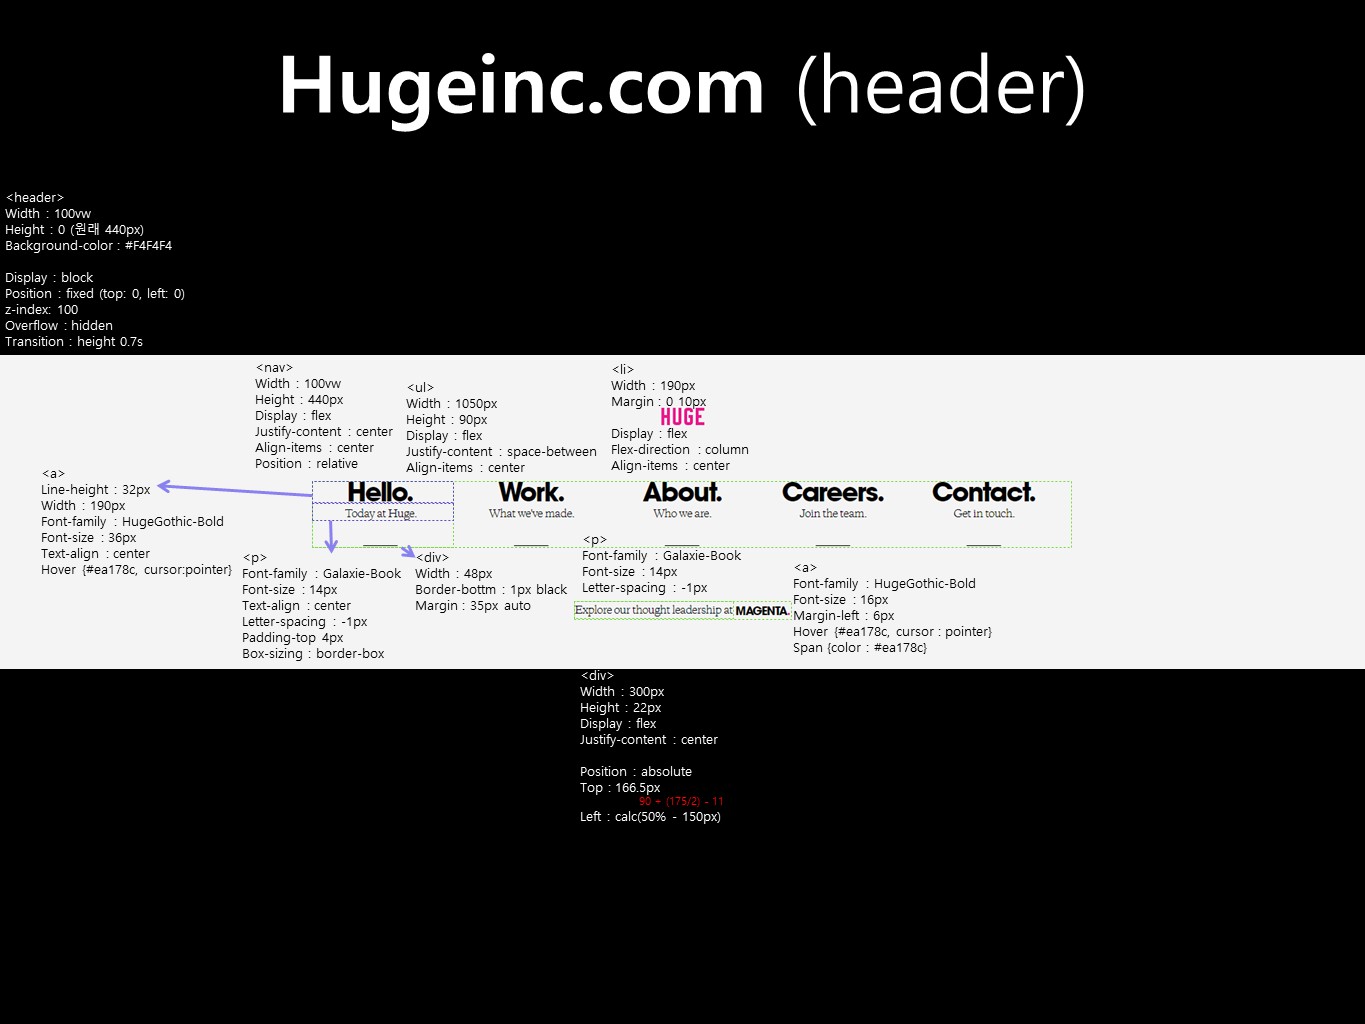 Hugeinc.com (header)
<header>
Width : 100vw
Height : 0 (원래 440px)
Background-color : #F4F4F4
Display : block
Position : fixed (top: 0, left: 0)
z-index: 100
Overflow : hidden
Transition : height 0.7s
<nav>
Width : 100vw
Height : 440px
Display : flex
Justify-content : center
Align-items : center
Position : relative
<ul>
Width : 1050px
Height : 90px
Display : flex
Justify-content : space-between
Align-items : center
<li>
Width : 190px
Margin : 0 10px
HUGE
Display : flex
Flex-direction : column
Align-items : center
<a>
Line-height : 32px
Width : 190px
Font-family : HugeGothic-Bold
Font-size : 36px
Text-align : center
Hover {#ea178c, cursor:pointer}
Hello.
Today at Huge.
Work.
What we've made.
About.
Who we are.
Careers.
Join the team.
Contact.
Get in touch.
<p>
Font-family : Galaxie-Book
Font-size : 14px
Text-align : center
Letter-spacing : -1px
Padding-top 4px
Box-sizing : border-box
<div>
Width : 48px
Border-bottm : 1px black
Margin : 35px auto
<p>
Font-family : Galaxie-Book
Font-size : 14px
Letter-spacing : -1px
Explore our thought leadership at MAGENTA.
<a>
Font-family : HugeGothic-Bold
Font-size : 16px
Margin-left : 6px
Hover {#ea178c, cursor : pointer}
Span {color : #ea178c}
<div>
Width : 300px
Height : 22px
Display : flex
Justify-content : center
Position : absolute
Top : 166.5px
90 + (175/2) - 11
Left : calc(50% - 150px)